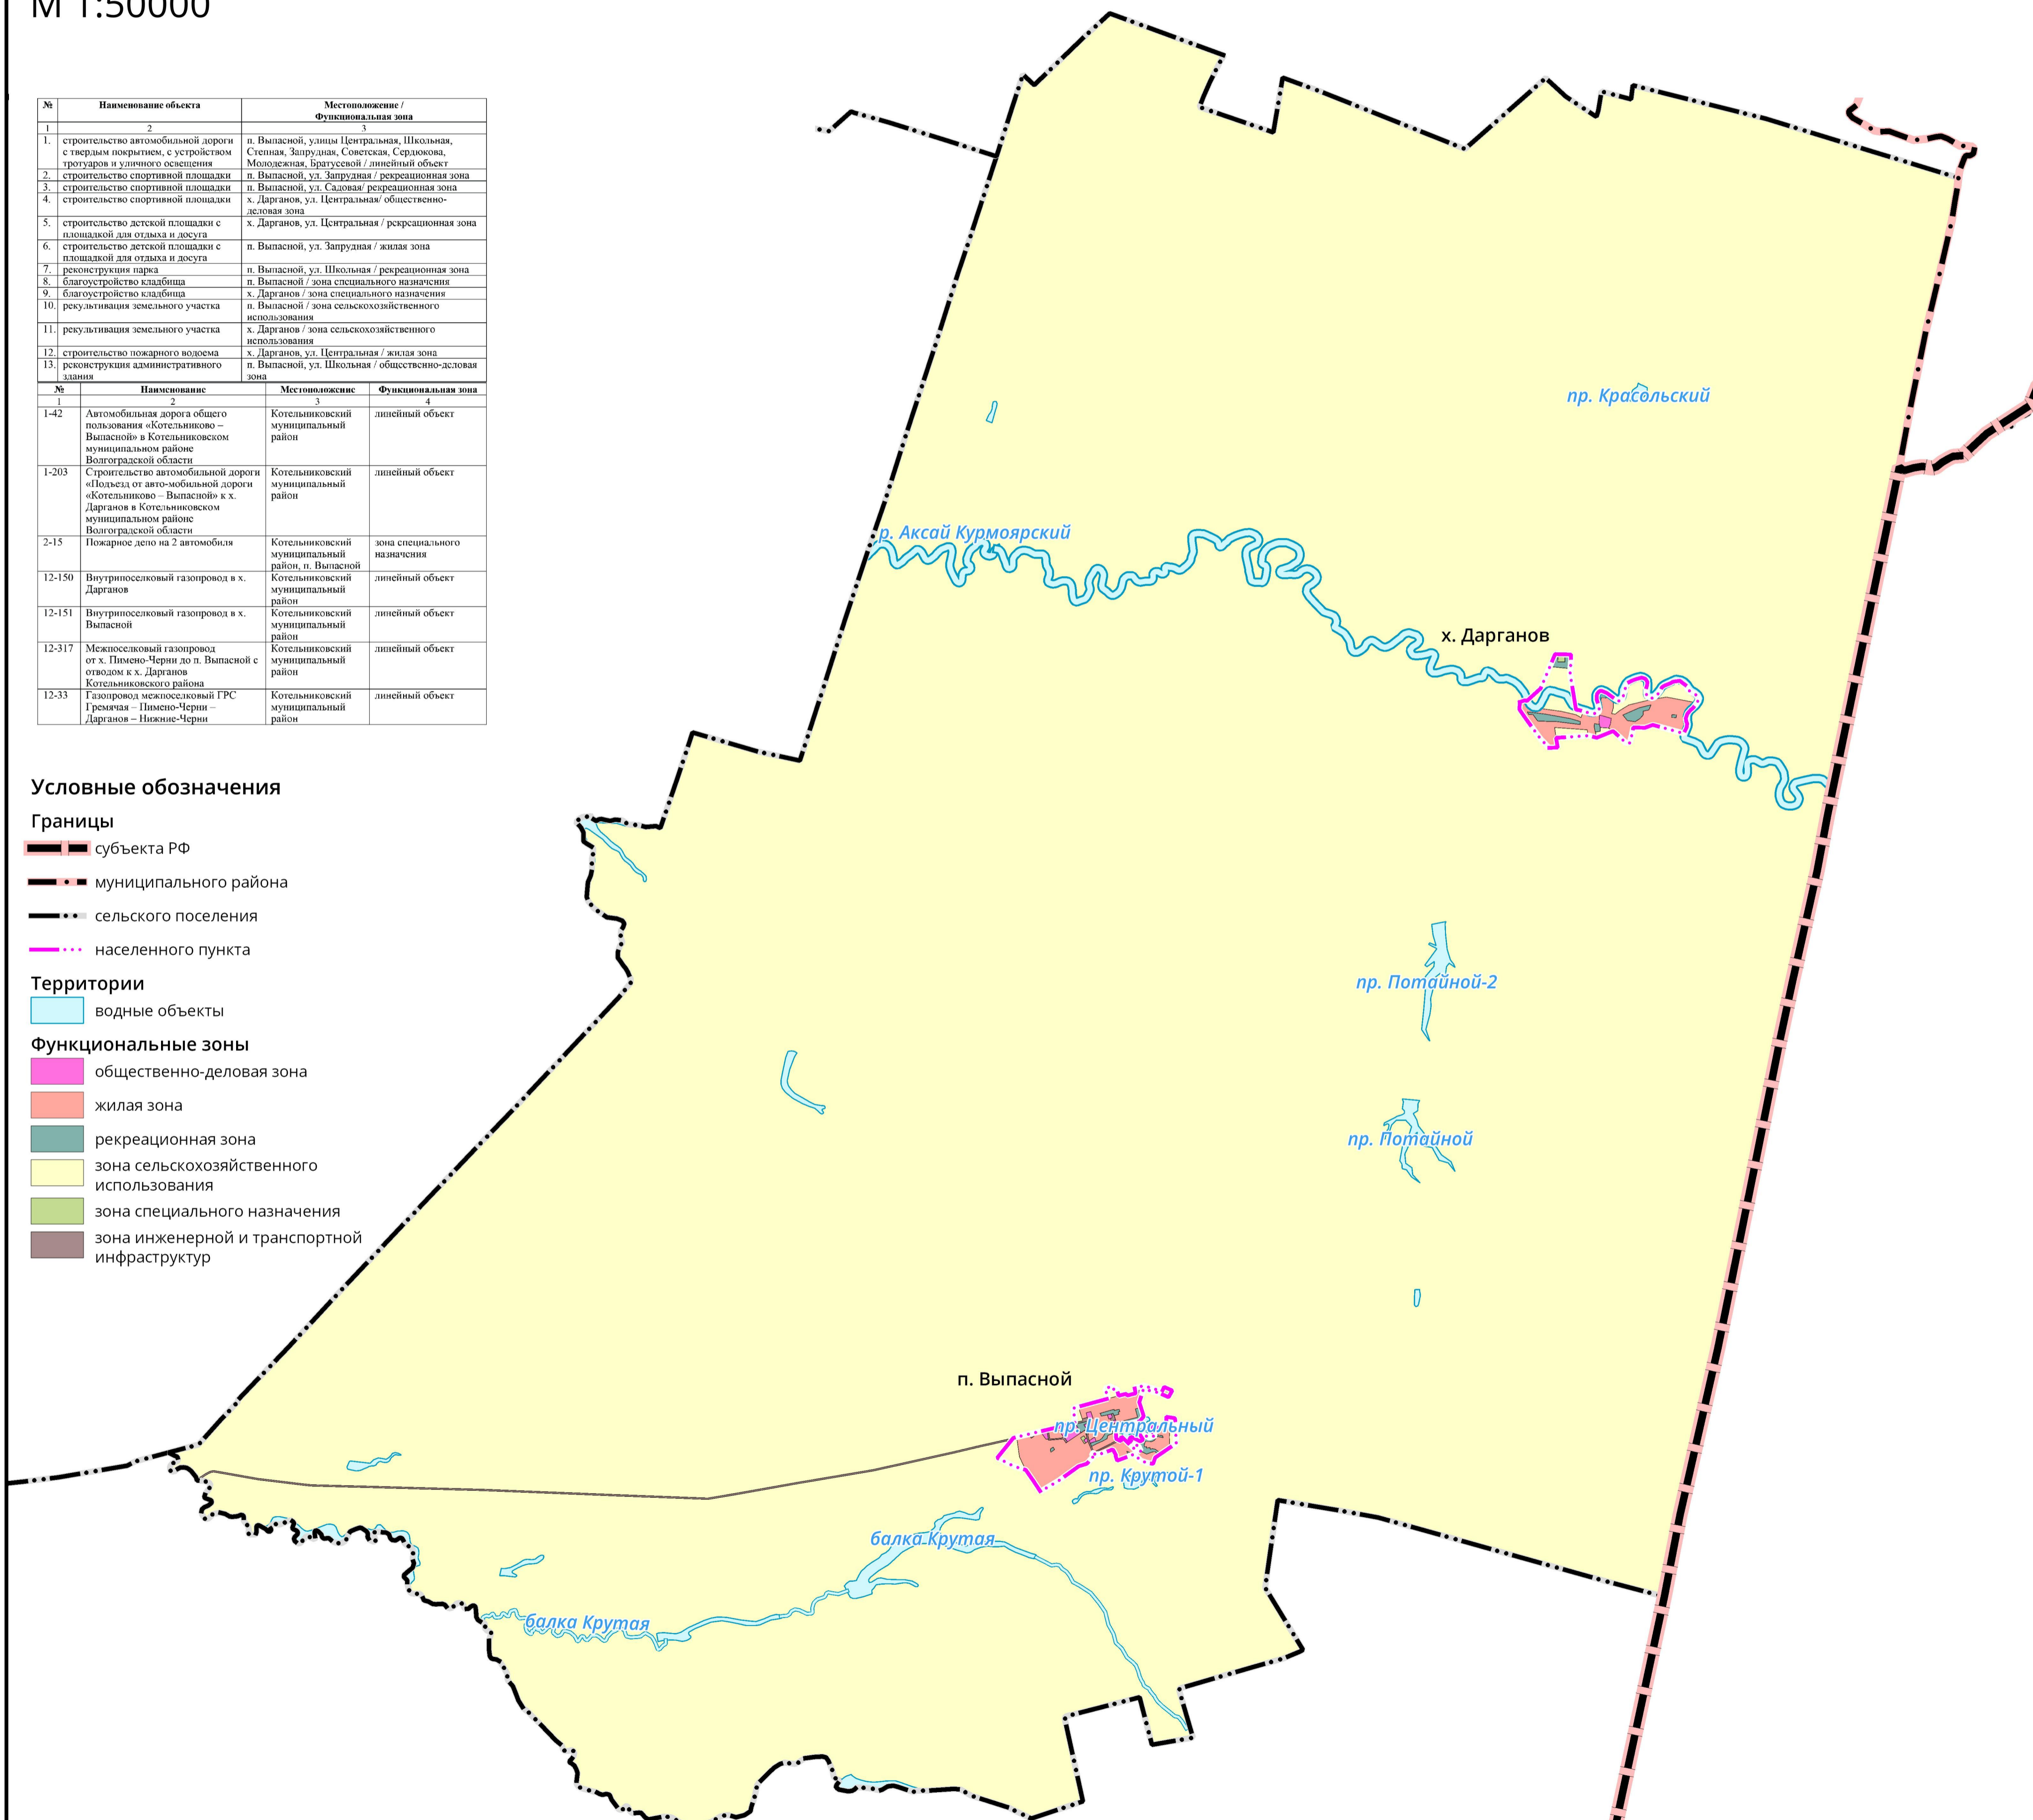 М 1:50000
№ Наименование объекта Местоположение /
Функциональная зона
1 2 3
1. строительство автомобильной дороги п. Выпасной, улицы Центральная, Школьная,
с твердым покрытием, с устройством Степная, Запрудная, Советская, Сердюкова,
тротуаров и уличного освещения Молодежная, Братусевой / линейный объект
2. строительство спортивной площадки п. Выпасной, ул. Запрудная / рекреационная зона
3. строительство спортивной площадки п. Выпасной, ул. Садовая/ рекреационная зона
4. строительство спортивной площадки х. Дарганов, ул. Центральная/ общественно-
деловая зона
5. строительство детской площадки с х. Дарганов, ул. Центральная / рекреационная зона
площадкой для отдыха и досуга
6. строительство детской площадки с п. Выпасной, ул. Запрудная / жилая зона
площадкой для отдыха и досуга
7. реконструкция парка п. Выпасной, ул. Школьная / рекреационная зона
8. благоустройство кладбища п. Выпасной / зона специального назначения
9. благоустройство кладбища х. Дарганов / зона специального назначения
10. рекультивация земельного участка п. Выпасной / зона сельскохозяйственного
использования
11. рекультивация земельного участка х. Дарганов / зона сельскохозяйственного
использования
12. строительство пожарного водоема х. Дарганов, ул. Центральная / жилая зона
13. реконструкция административного п. Выпасной, ул. Школьная / общественно-деловая
здания зона
№ Наименование Местоположение Функциональная зона
1 2 3 4
1-42 Автомобильная дорога общего Котельниковский линейный объект
пользования «Котельниково – муниципальный
Выпасной» в Котельниковском район
муниципальном районе
Волгоградской области
1-203 Строительство автомобильной дороги Котельниковский линейный объект
«Подъезд от авто-мобильной дороги муниципальный
«Котельниково – Выпасной» к х. район
Дарганов в Котельниковском
муниципальном районе
Волгоградской области
2-15 Пожарное депо на 2 автомобиля Котельниковский зона специального
муниципальный назначения
район, п. Выпасной
12-150 Внутрипоселковый газопровод в х. Котельниковский линейный объект
Дарганов муниципальный
район
12-151 Внутрипоселковый газопровод в х. Котельниковский линейный объект
Выпасной муниципальный
район
12-317 Межпоселковый газопровод Котельниковский линейный объект
от х. Пимено-Черни до п. Выпасной с муниципальный
отводом к х. Дарганов район
Котельниковского района
12-33 Газопровод межпоселковый ГРС Котельниковский линейный объект
Гремячая – Пимено-Черни – муниципальный
Дарганов – Нижние-Черни район
Условные обозначения
Границы
субъекта РФ
муниципального района
сельского поселения
населенного пункта
Территории
водные объекты
Функциональные зоны
общественно-деловая зона
жилая зона
рекреационная зона
зона сельскохозяйственного
использования
зона специального назначения
зона инженерной и транспортной
инфраструктур
пр. Красольский
р. Аксай Курмоярский
х. Дарганов
пр. Потайной-2
пр. Потайной
п. Выпасной
пр. Центральный
пр. Крутой-1
балка Крутая
балка Крутая